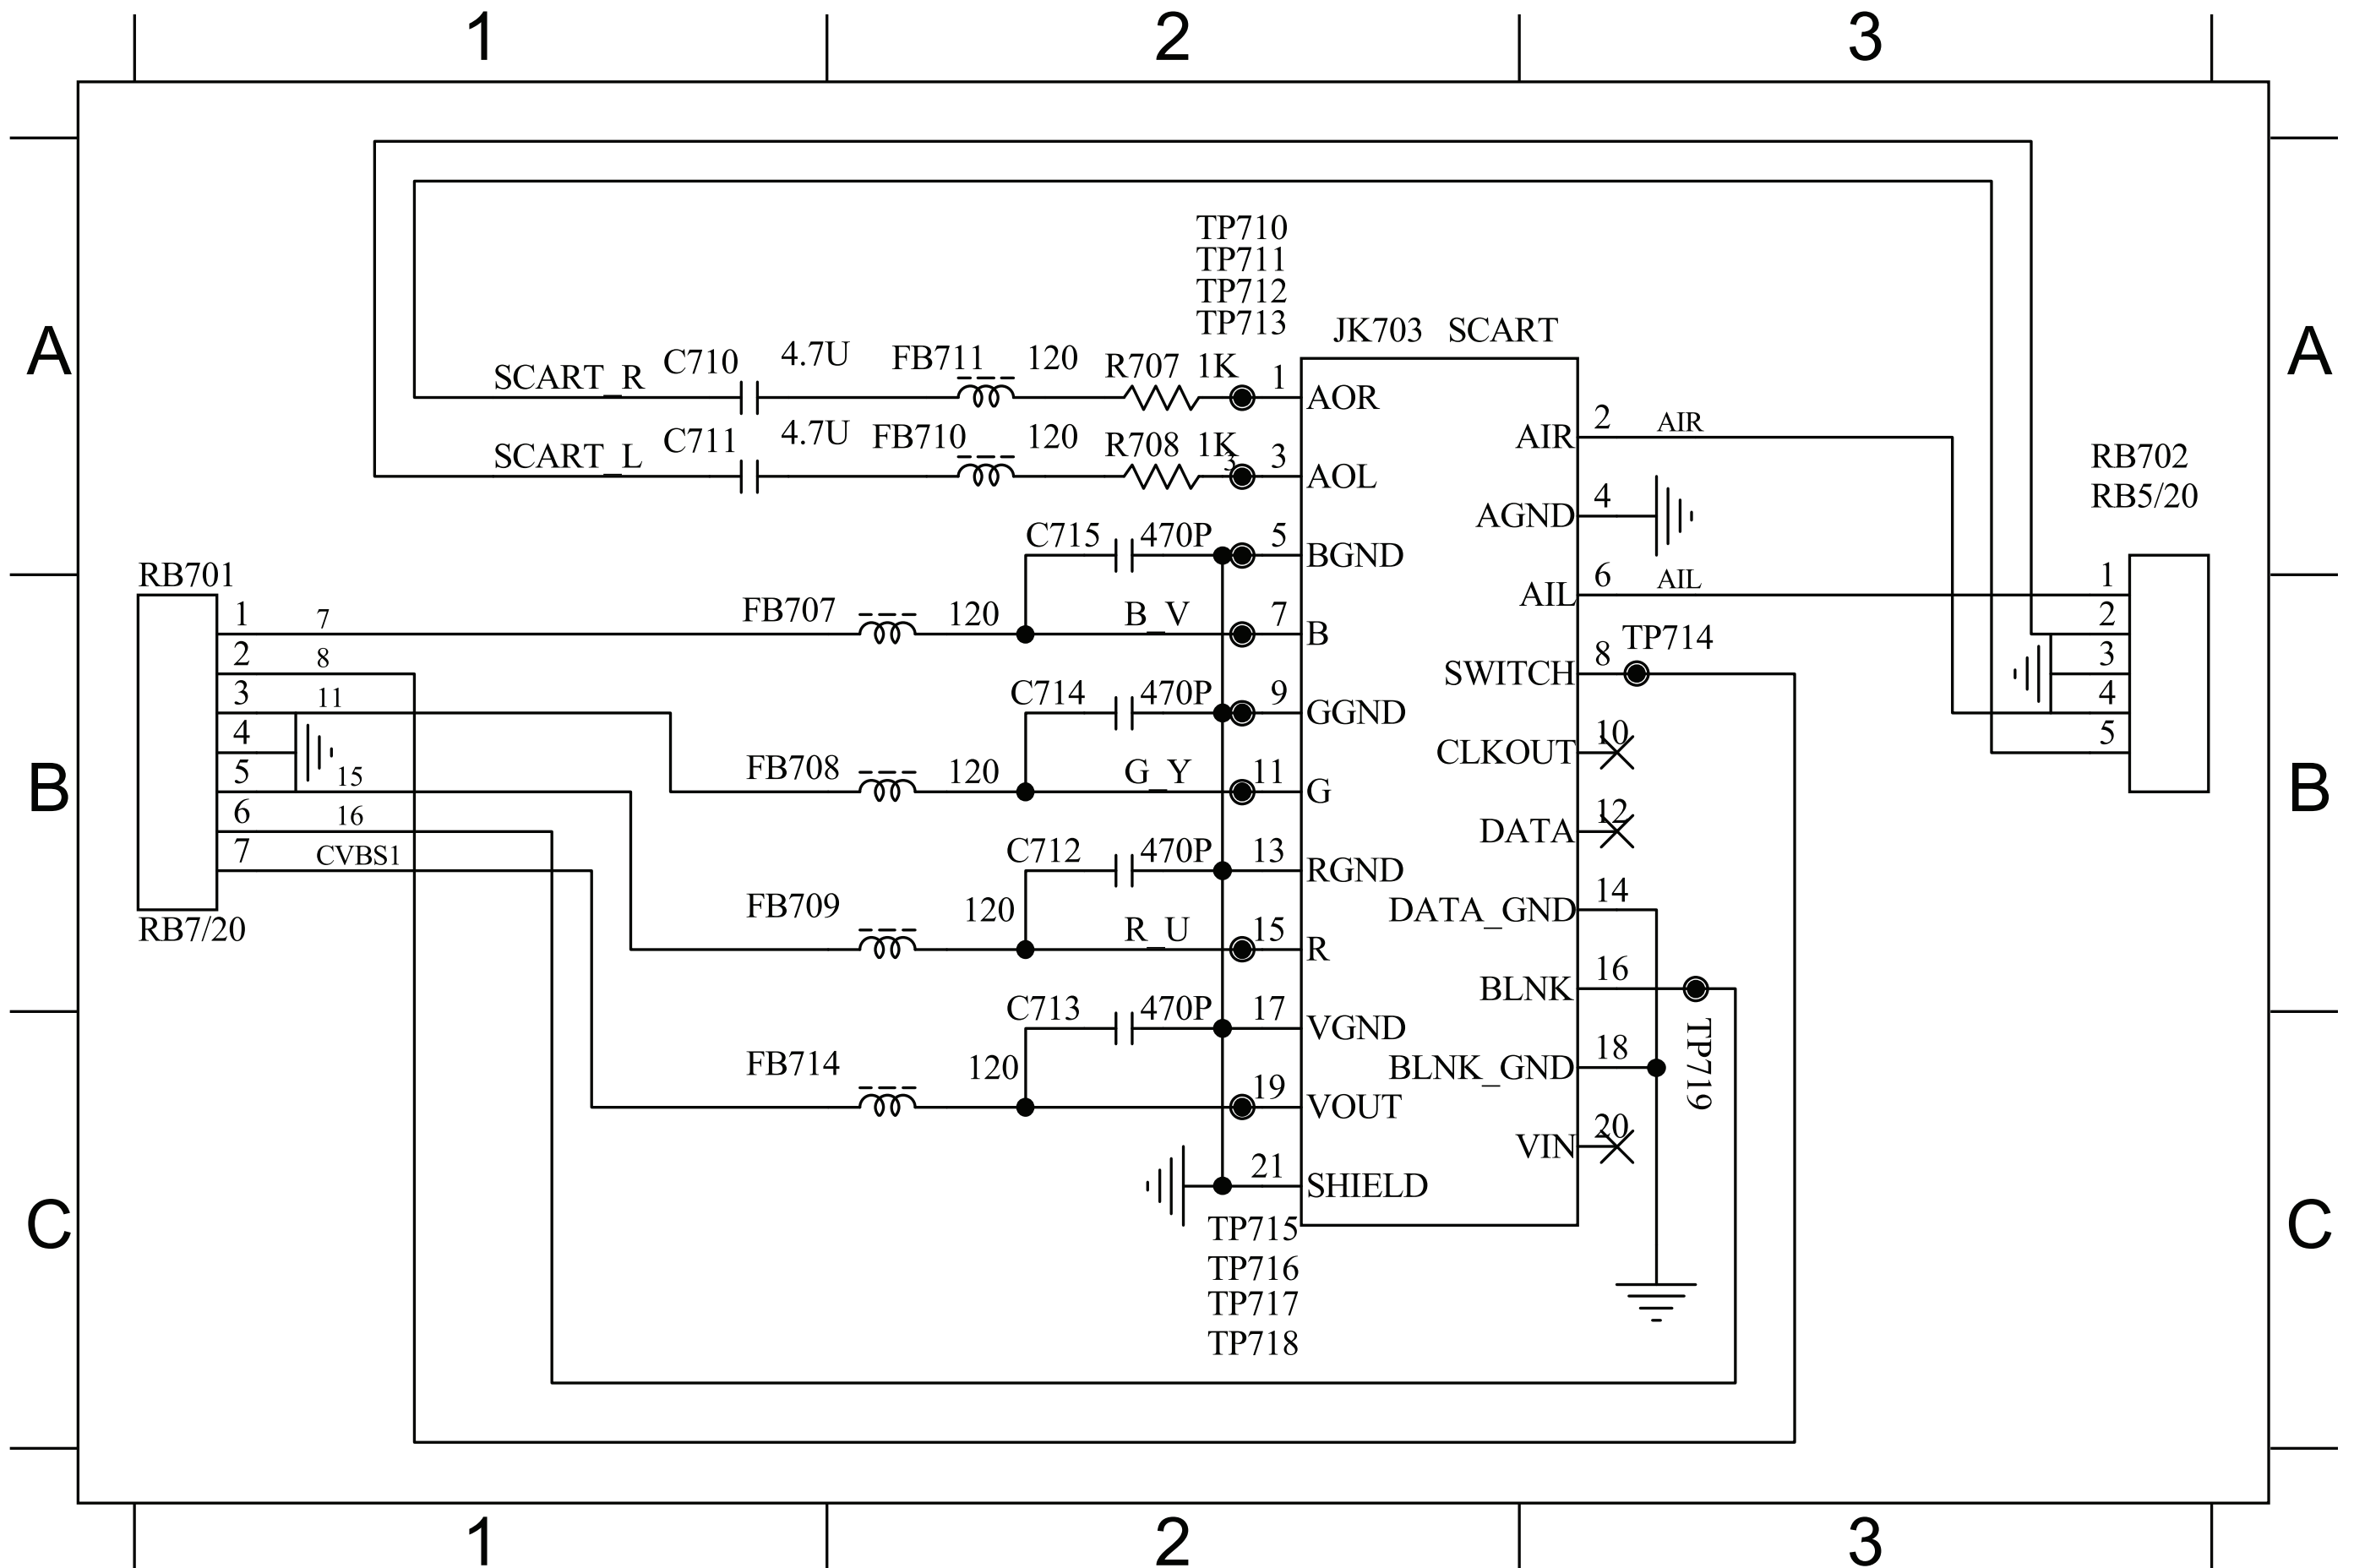 1 2 3
TP710
TP711
TP712
TP713
JK703 SCART
A A
SCART_R C710 4.7U FB711 120 R707 1K 1 AOR
AIR 2 AIR
SCART_L C711 4.7U FB710 120 R708 1K 3 3 AOL
RB702
RB5/20
AGND 4
C715 470P 5 BGND
RB701
AIL 6 AIL 1
1 7 FB707 120 B_V 7 B
2
2 8
SWITCH 8 TP714 3
3 11 C714 470P 9 GGND
4
4
CLKOUT 10 5
B B
5 15 FB708 120 G_Y 11 G
6 16
DATA 12
7 CVBS1 C712 470P 13 RGND
RB7/20
DATA_GND 14
FB709 120 R_U 15 R
BLNK 16
C713 470P 17 VGND
TP719
BLNK_GND 18
FB714 120 19 VOUT
VIN 20
21 SHIELD
C C
TP715
TP716
TP717
TP718
1 2 3